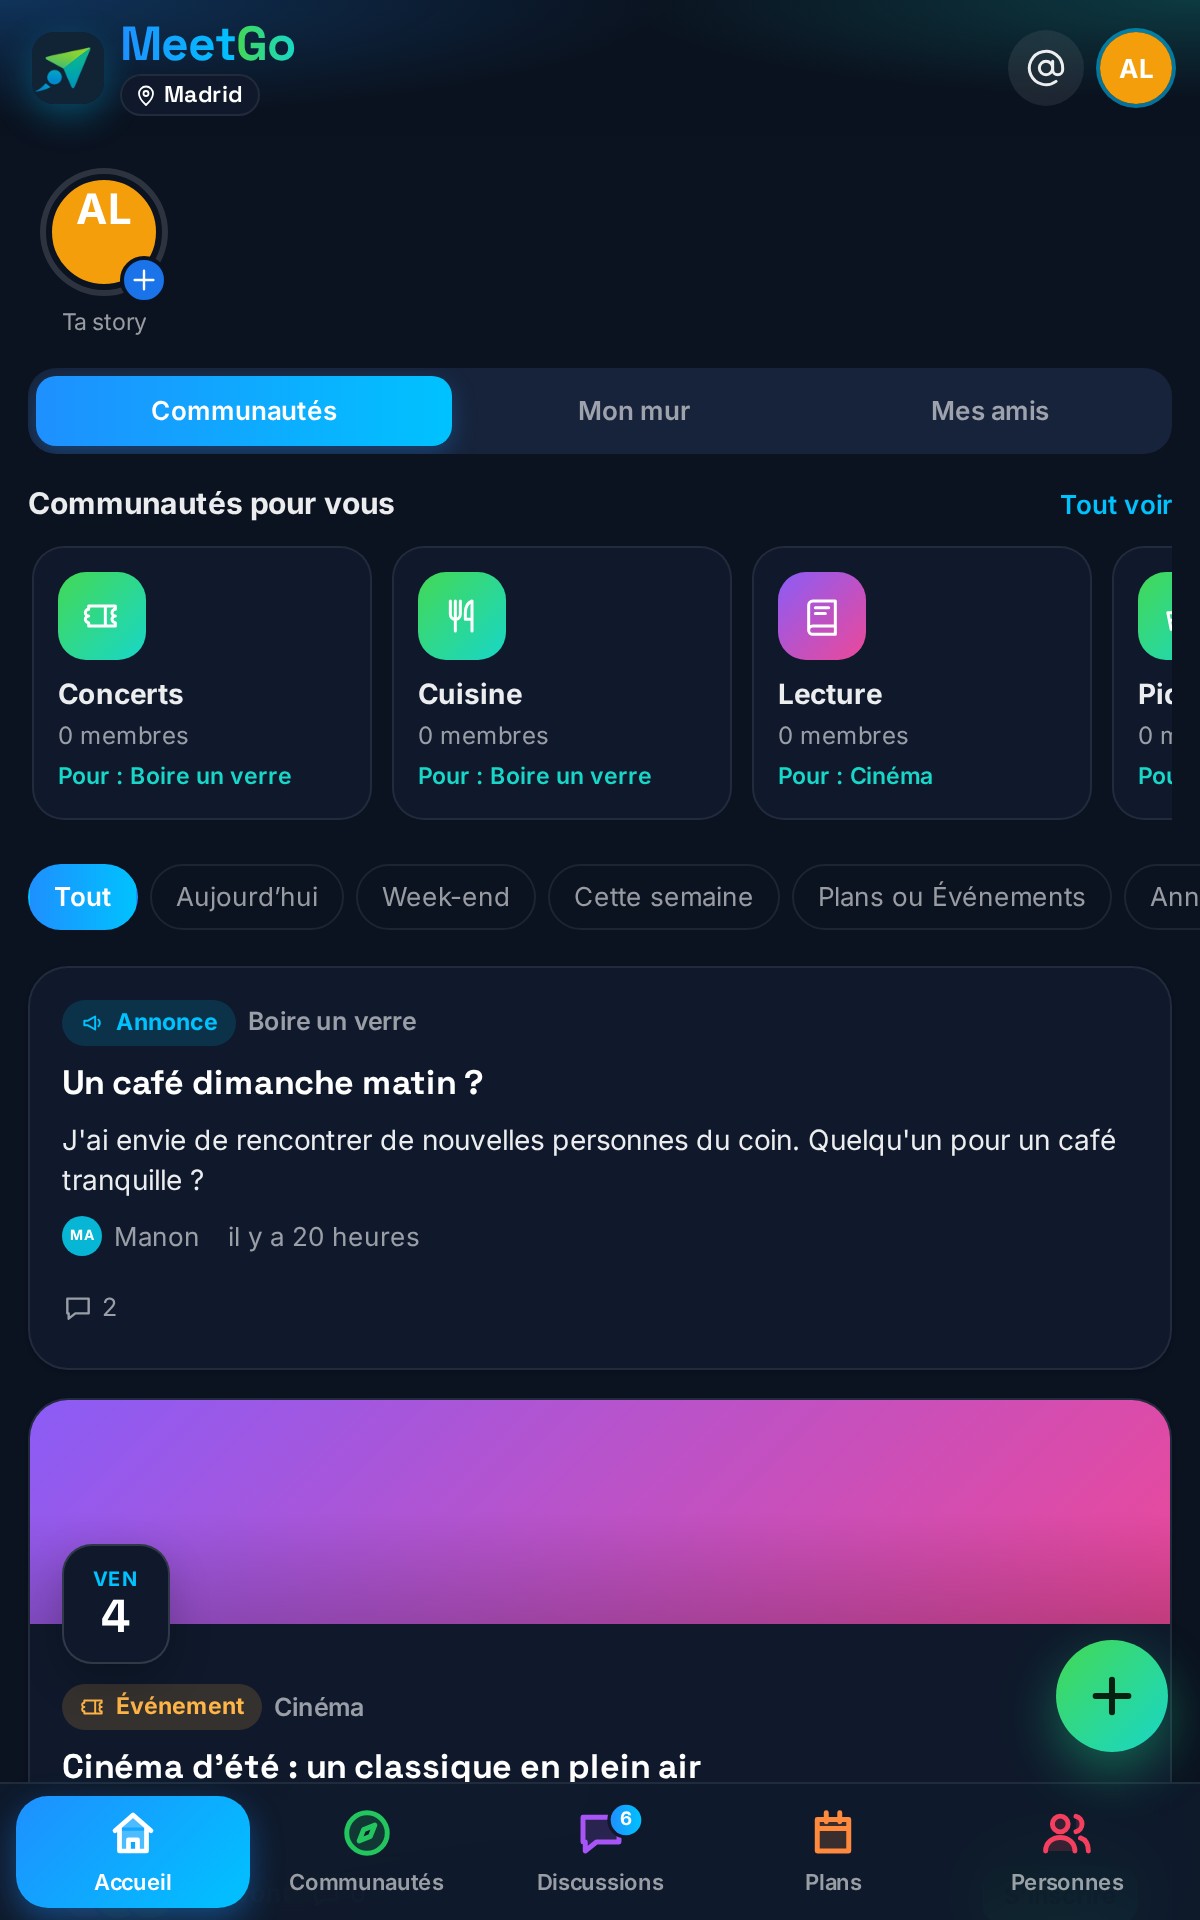 MeetGo
Madrid
AL
AL
Ta story
Communautés
Mon mur
Mes amis
Communautés pour vous
Tout voir
Concerts
0 membres
Pour : Boire un verre
Cuisine
0 membres
Pour : Boire un verre
Lecture
0 membres
Pour : Cinéma
Tout
Aujourd’hui
Week-end
Cette semaine
Plans ou Événements
Annonce
Boire un verre
Un café dimanche matin ?
J'ai envie de rencontrer de nouvelles personnes du coin. Quelqu'un pour un café
tranquille ?
MA
Manon
il y a 20 heures
2
VEN
4
Événement
Cinéma
Cinéma d’été : un classique en plein air
Accueil
Communautés
6
Discussions
Plans
Personnes